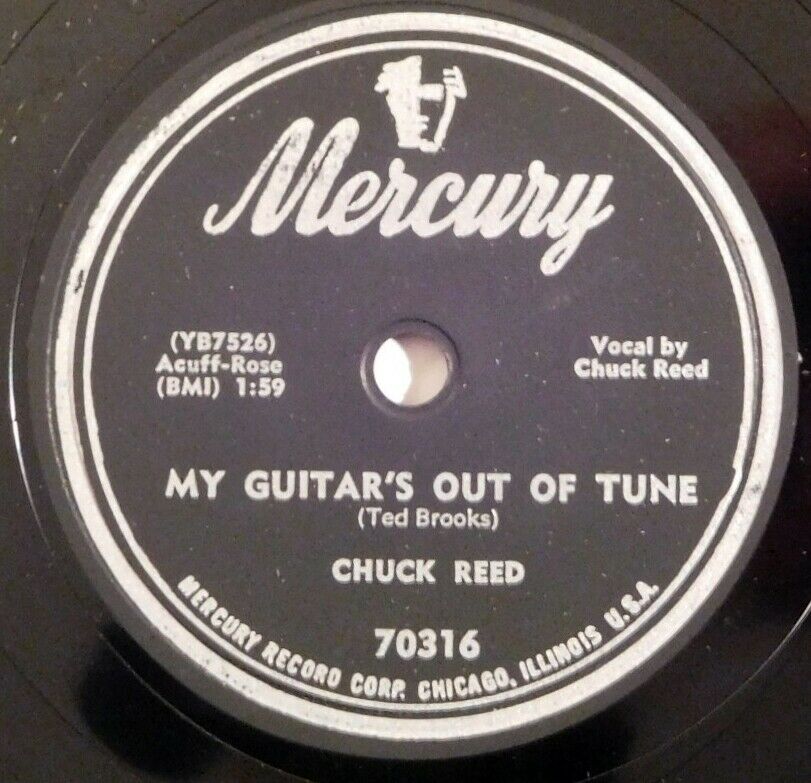 Mercury
(YB7526)
Acuff-Rose
(BMI) 1:59
Vocal by
Chuck Reed
MY GUITAR'S OUT OF TUNE
(Ted Brooks)
CHUCK REED
70316
MERCURY RECORD CORP. CHICAGO, ILLINOIS U.S.A.